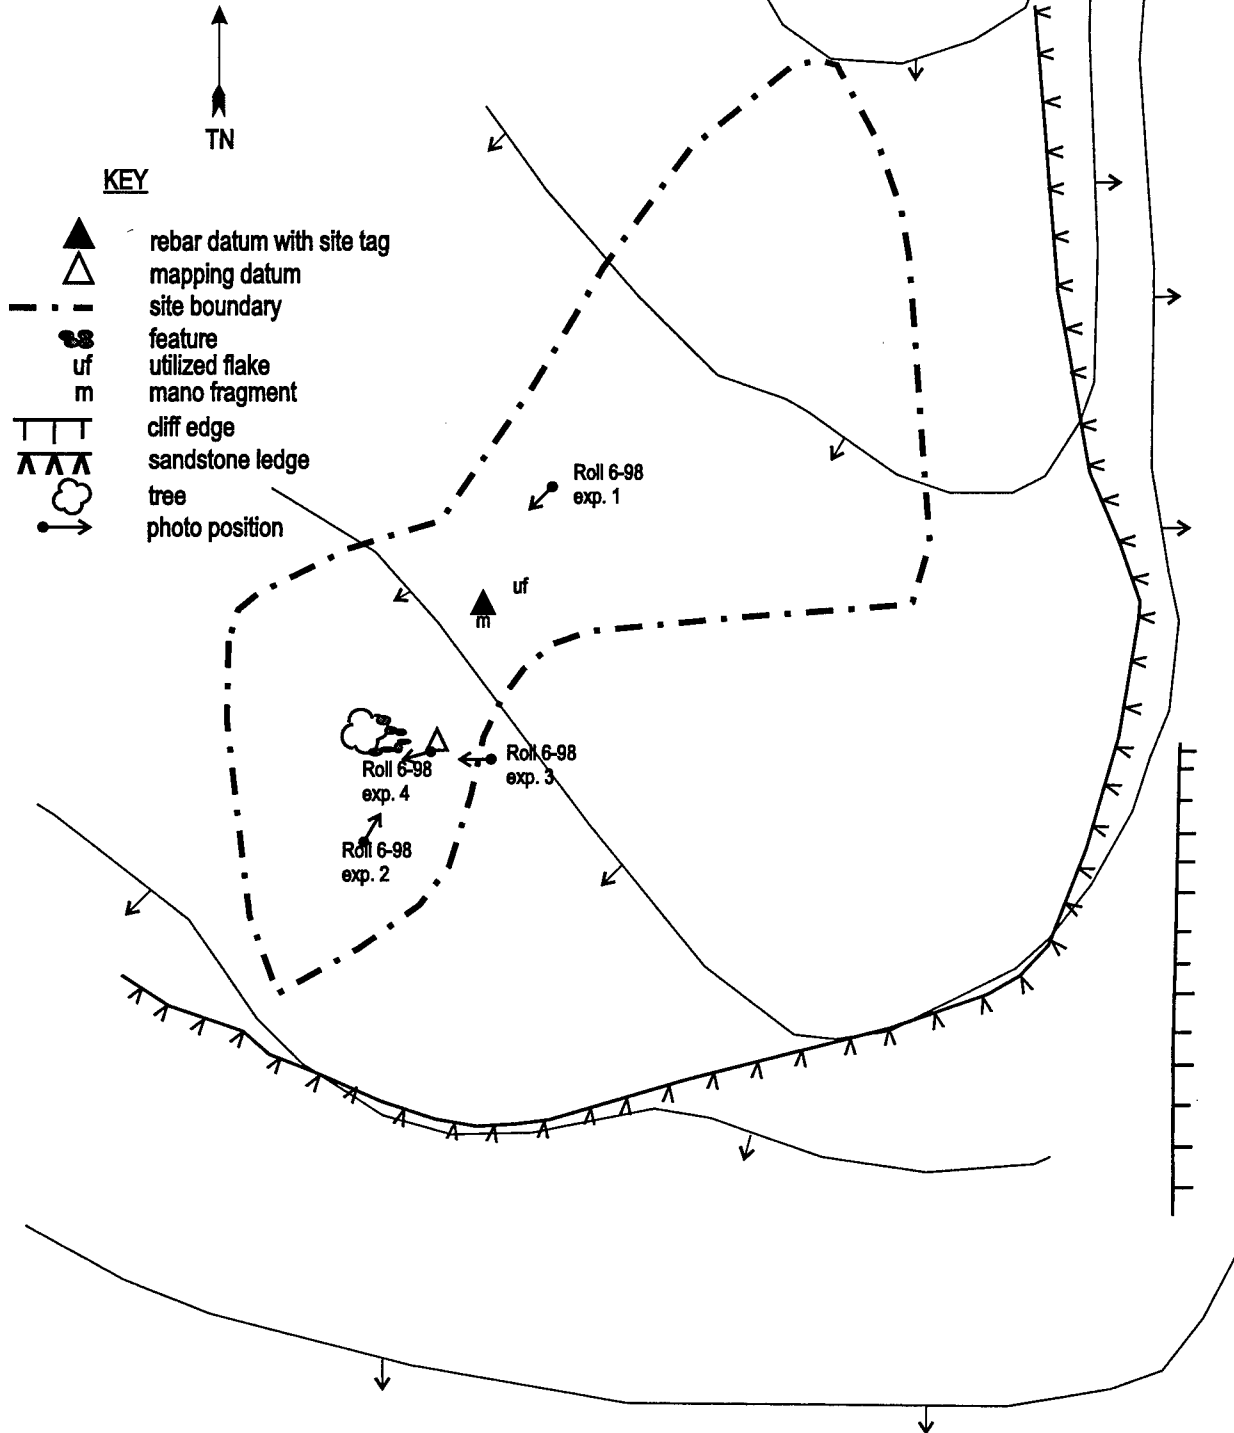 TN
KEY
rebar datum with site tag
mapping datum
site boundary
feature
uf utilized flake
m mano fragment
cliff edge
sandstone ledge
tree
photo position
Roll 6-98
exp. 1
uf
m
Roll 6-98
exp. 3
Roll 6-98
exp. 4
Roll 6-98
exp. 2